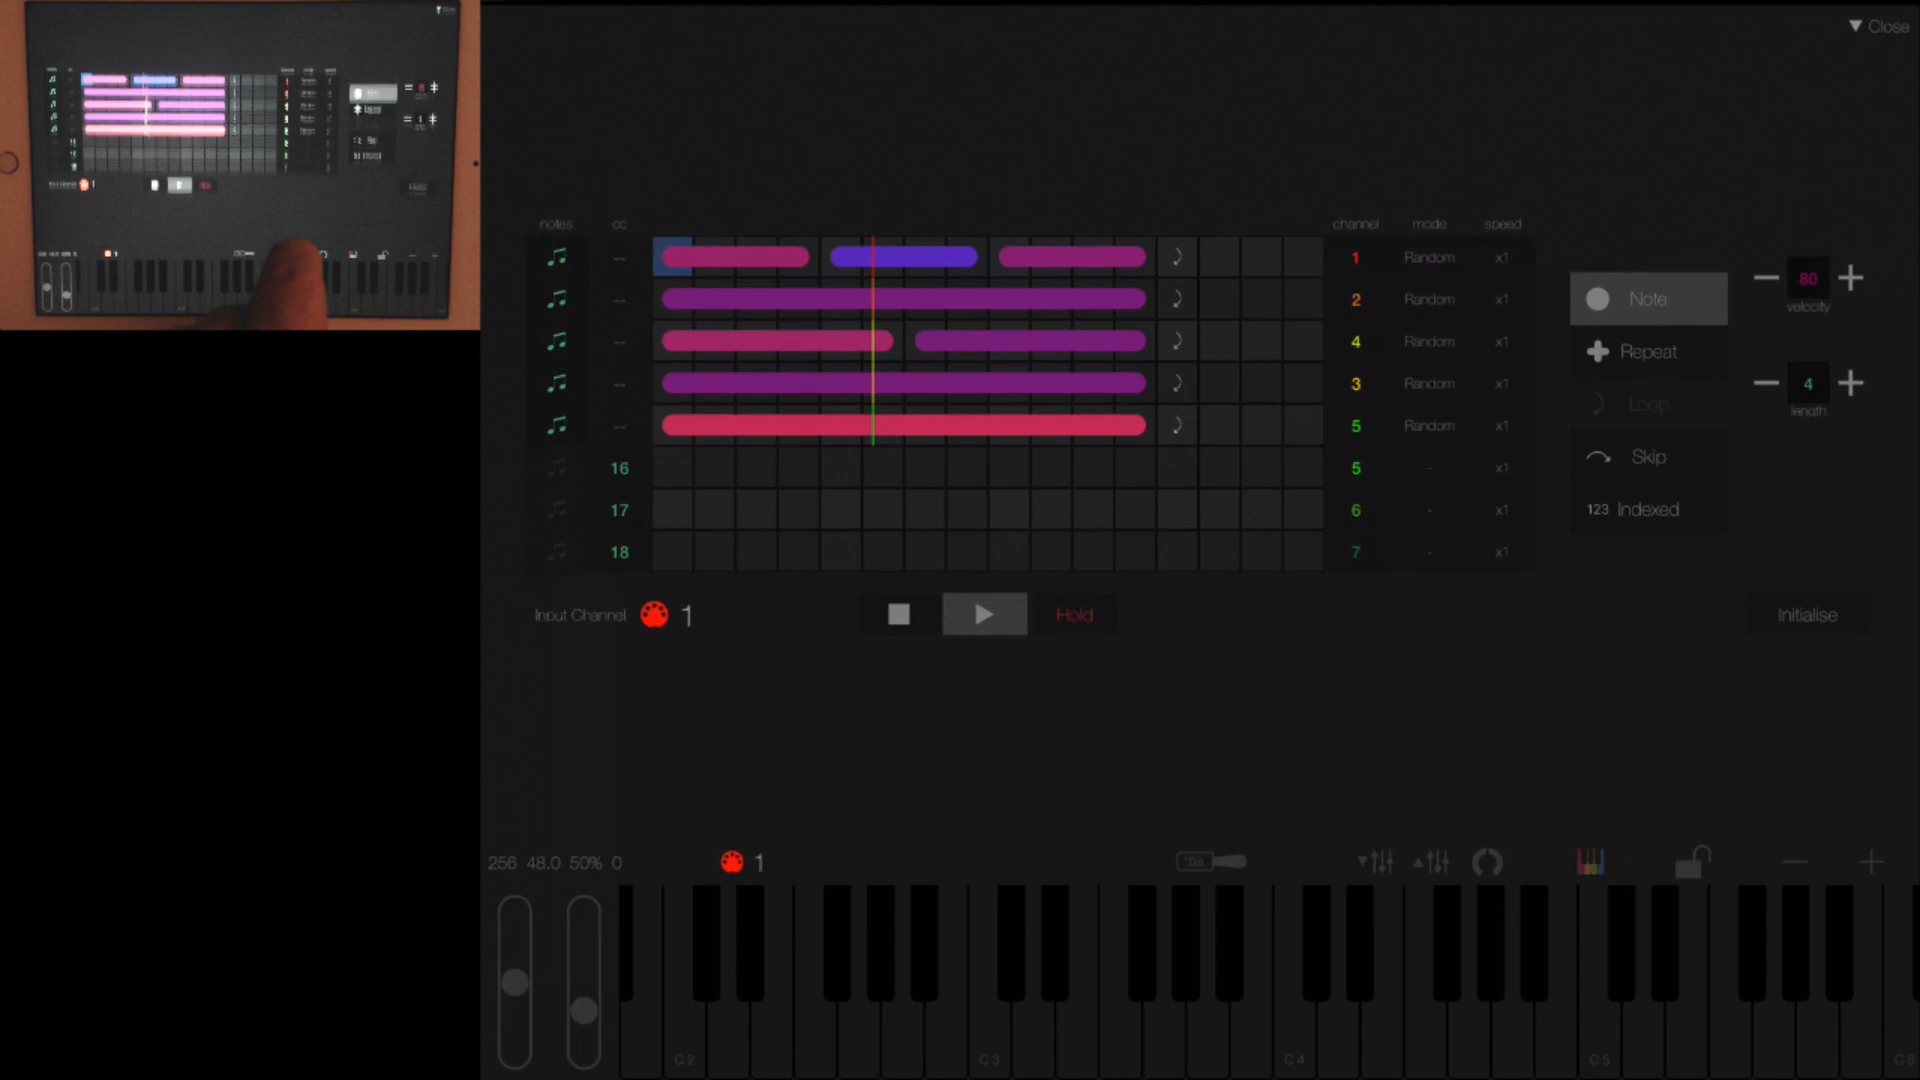 Close
notes cc channel mode speed
-- 1 Random x1
-- 2 Random x1
-- 4 Random x1
-- 3 Random x1
-- 5 Random x1
16 5 - x1
17 6 - x1
18 7 - x1
Note
Repeat
Loop
Skip
123 Indexed
80
velocity
4
length
Input Channel 1 Hold Initialise
256 48.0 50% 0 1
C2 C3 C4 C5 C6